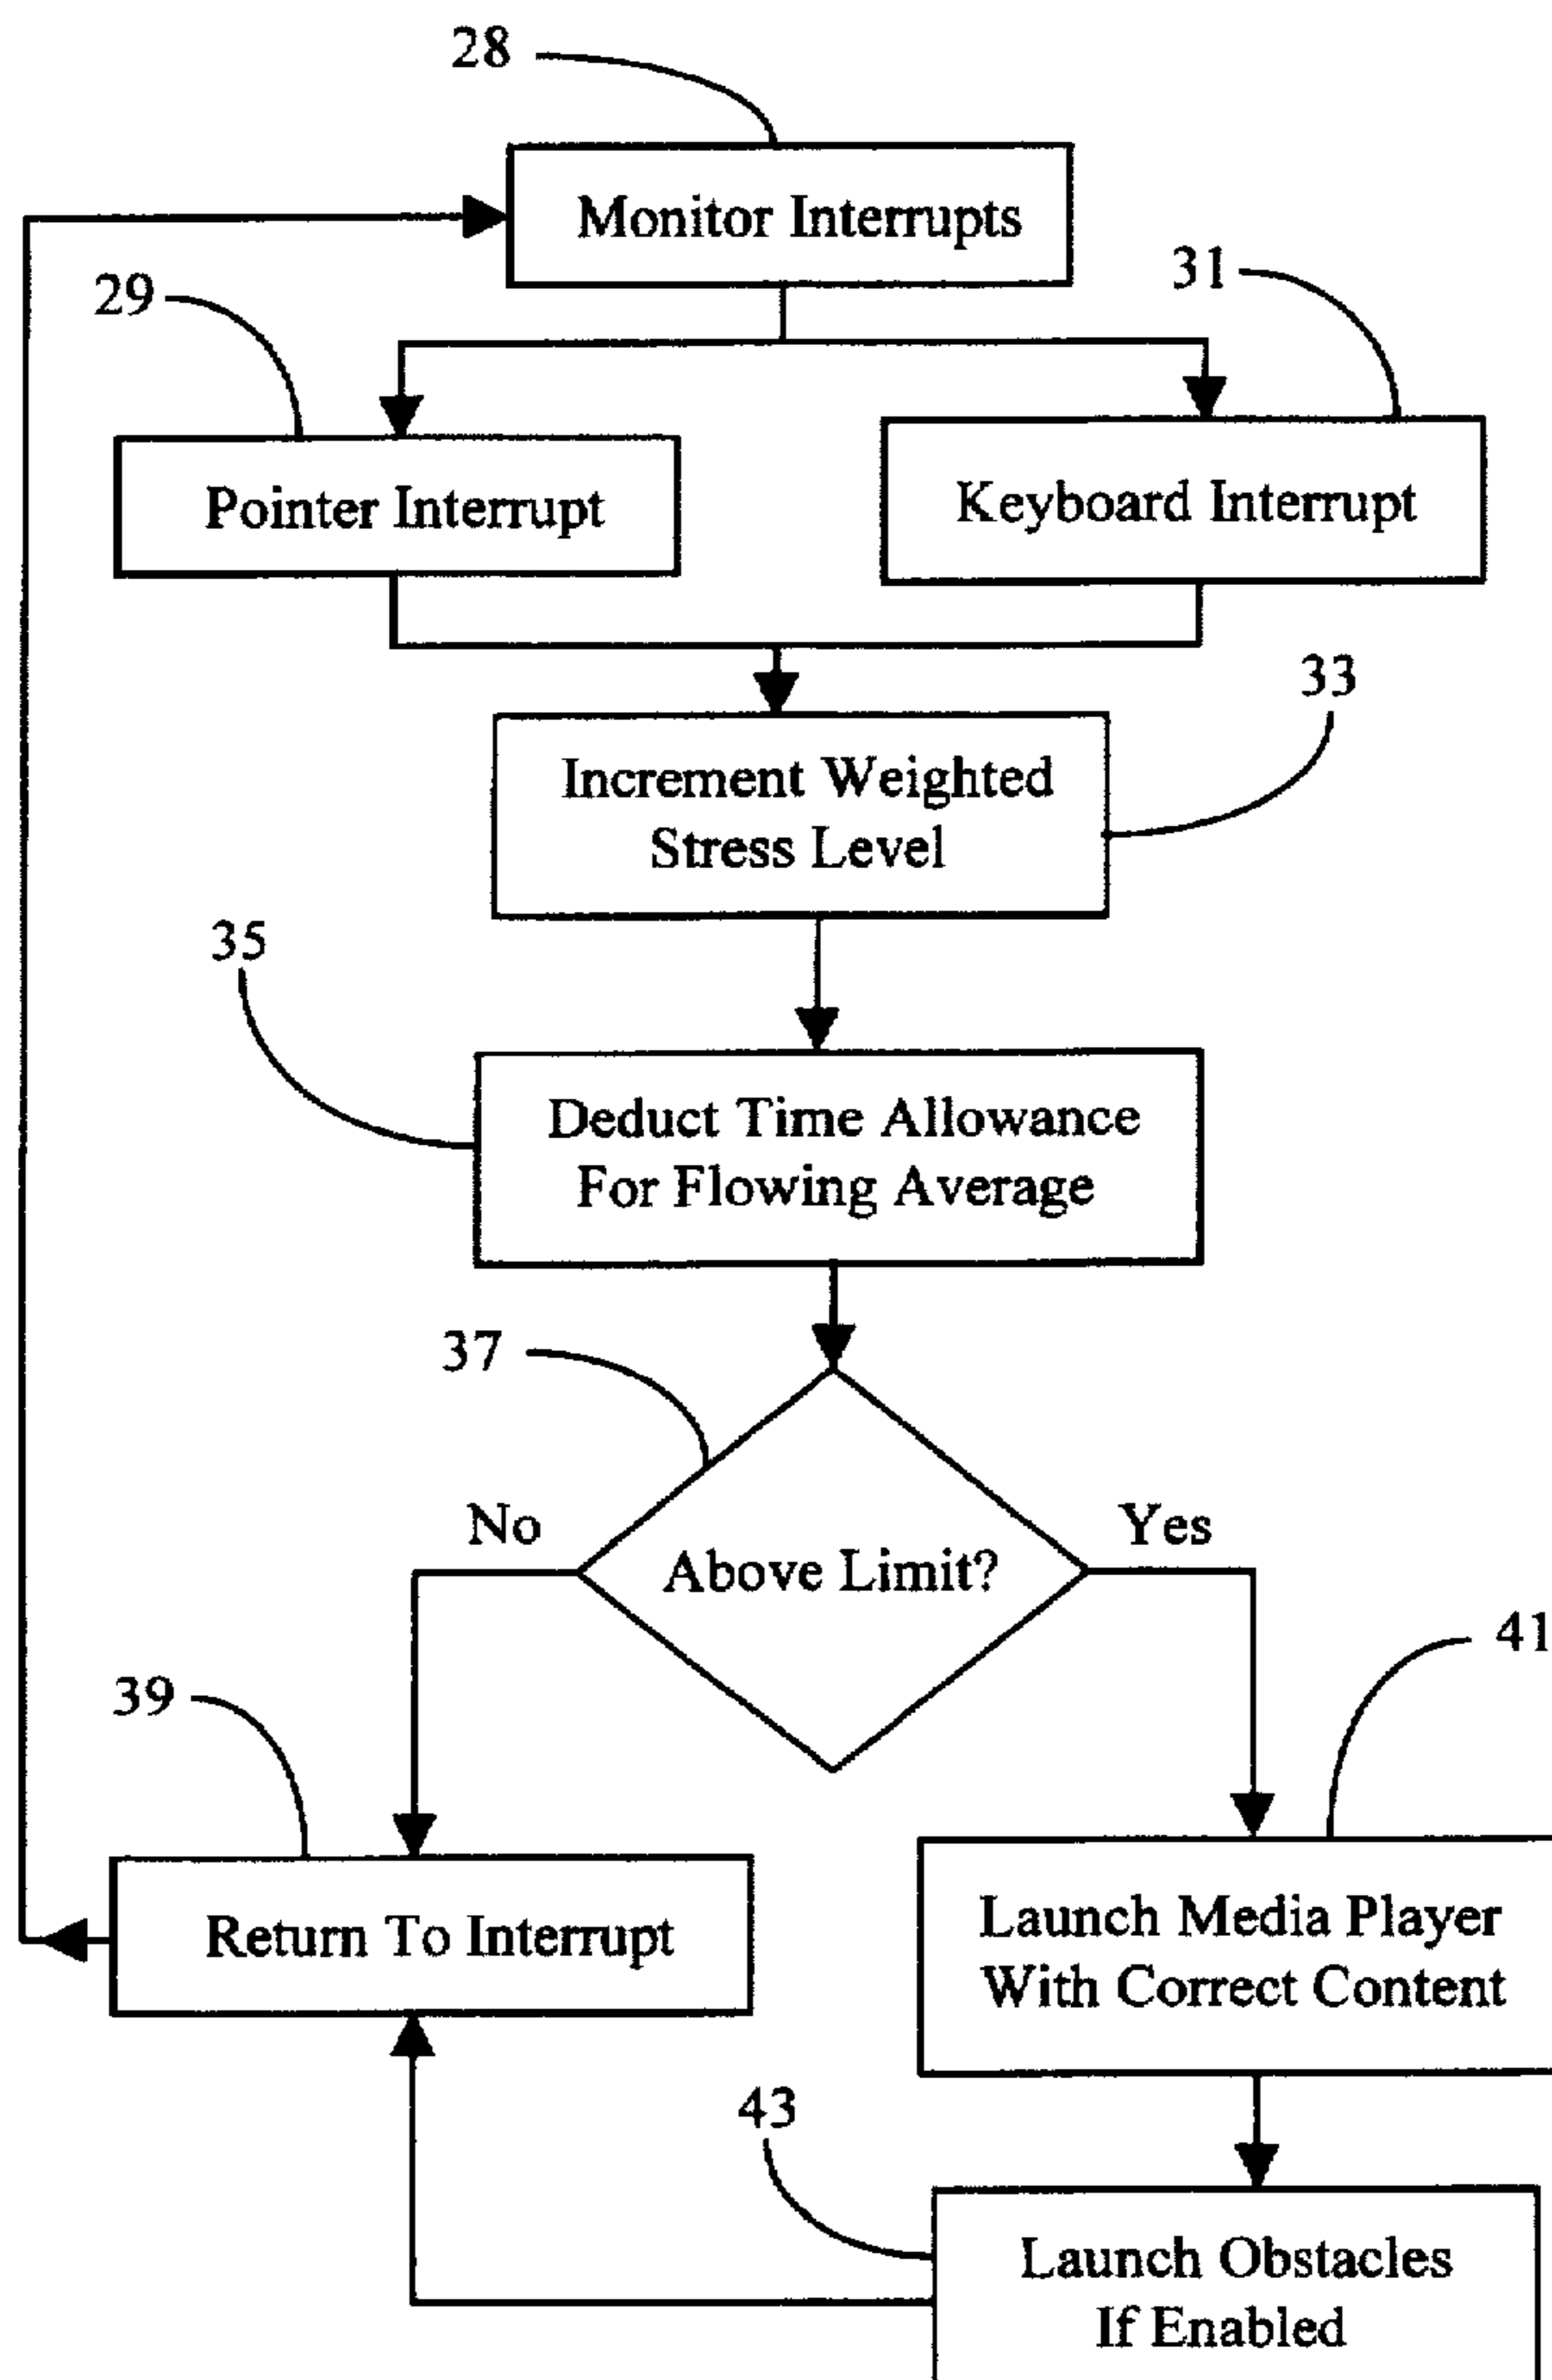 28
Monitor Interrupts
29
31
Pointer Interrupt
Keyboard Interrupt
33
Increment Weighted
Stress Level
35
Deduct Time Allowance
For Flowing Average
37
No
Yes
Above Limit?
41
39
Return To Interrupt
Launch Media Player
With Correct Content
43
Launch Obstacles
If Enabled